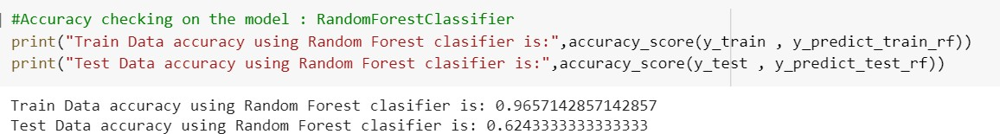 #Accuracy checking on the model : RandomForestClassifier
print("Train Data accuracy using Random Forest clasifier is:",accuracy_score(y_train , y_predict_train_rf))
print("Test Data accuracy using Random Forest clasifier is:",accuracy_score(y_test , y_predict_test_rf))
Train Data accuracy using Random Forest clasifier is: 0.9657142857142857
Test Data accuracy using Random Forest clasifier is: 0.6243333333333333